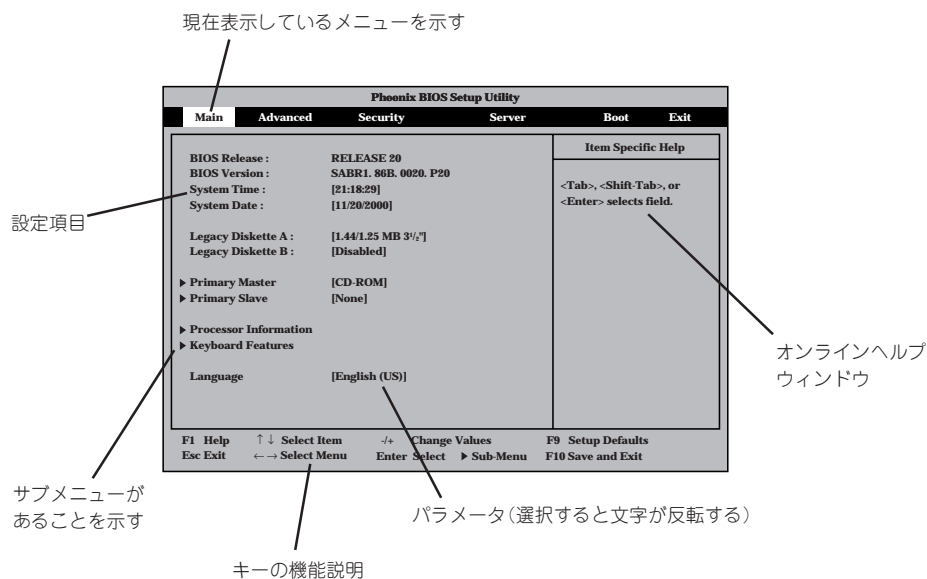 現在表示しているメニューを示す
Phoenix BIOS Setup Utility
Main Advanced Security Server Boot Exit
Item Specific Help
BIOS Release : RELEASE 20
BIOS Version : SABR1. 86B. 0020. P20
System Time : [21:18:29]
<Tab>, <Shift-Tab>, or
System Date : [11/20/2000]
<Enter> selects field.
設定項目
Legacy Diskette A : [1.44/1.25 MB 3¹/₂"]
Legacy Diskette B : [Disabled]
▶ Primary Master [CD-ROM]
▶ Primary Slave [None]
▶ Processor Information
▶ Keyboard Features
オンラインヘルプ
ウィンドウ
Language [English (US)]
F1 Help ↑↓ Select Item -/+ Change Values F9 Setup Defaults
Esc Exit ←→ Select Menu Enter Select ▶ Sub-Menu F10 Save and Exit
サブメニューが
あることを示す
パラメータ(選択すると文字が反転する)
キーの機能説明